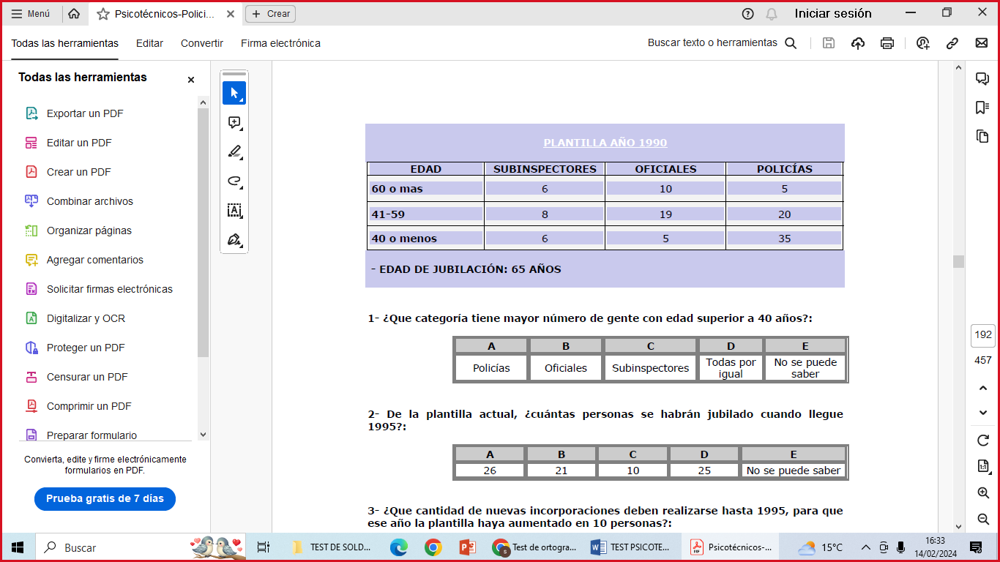 Menú
Psicotécnicos-Polici...
Crear
Iniciar sesión
Todas las herramientas
Editar
Convertir
Firma electrónica
Buscar texto o herramientas
Todas las herramientas
Exportar un PDF
Editar un PDF
Crear un PDF
Combinar archivos
Organizar páginas
Agregar comentarios
Solicitar firmas electrónicas
Digitalizar y OCR
Proteger un PDF
Censurar un PDF
Comprimir un PDF
Preparar formulario
Convierta, edite y firme electrónicamente
formularios en PDF.
Prueba gratis de 7 días
PLANTILLA AÑO 1990
EDAD SUBINSPECTORES OFICIALES POLICÍAS
60 o mas 6 10 5
41-59 8 19 20
40 o menos 6 5 35
- EDAD DE JUBILACIÓN: 65 AÑOS
1- ¿Que categoría tiene mayor número de gente con edad superior a 40 años?:
A B C D E
Policías Oficiales Subinspectores Todas por igual No se puede saber
2- De la plantilla actual, ¿cuántas personas se habrán jubilado cuando llegue
1995?:
A B C D E
26 21 10 25 No se puede saber
3- ¿Que cantidad de nuevas incorporaciones deben realizarse hasta 1995, para que
ese año la plantilla haya aumentado en 10 personas?:
192
457
1:1
Buscar
TEST DE SOLD...
Test de ortogra...
TEST PSICOTE...
Psicotécnicos-...
15°C
16:33
14/02/2024